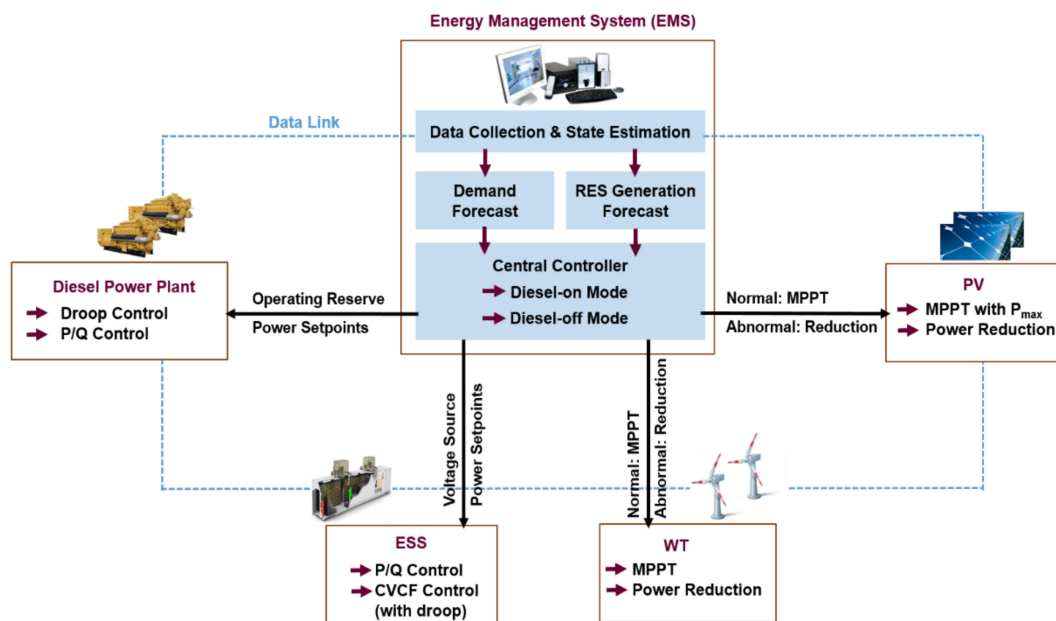 Energy Management System (EMS)
Data Link
Data Collection & State Estimation
Demand
Forecast
RES Generation
Forecast
Central Controller
Diesel-on Mode
Diesel-off Mode
Diesel Power Plant
Droop Control
P/Q Control
Operating Reserve
Power Setpoints
Normal: MPPT
Abnormal: Reduction
PV
MPPT with Pmax
Power Reduction
Voltage Source
Power Setpoints
Normal: MPPT
Abnormal: Reduction
ESS
P/Q Control
CVCF Control
(with droop)
WT
MPPT
Power Reduction